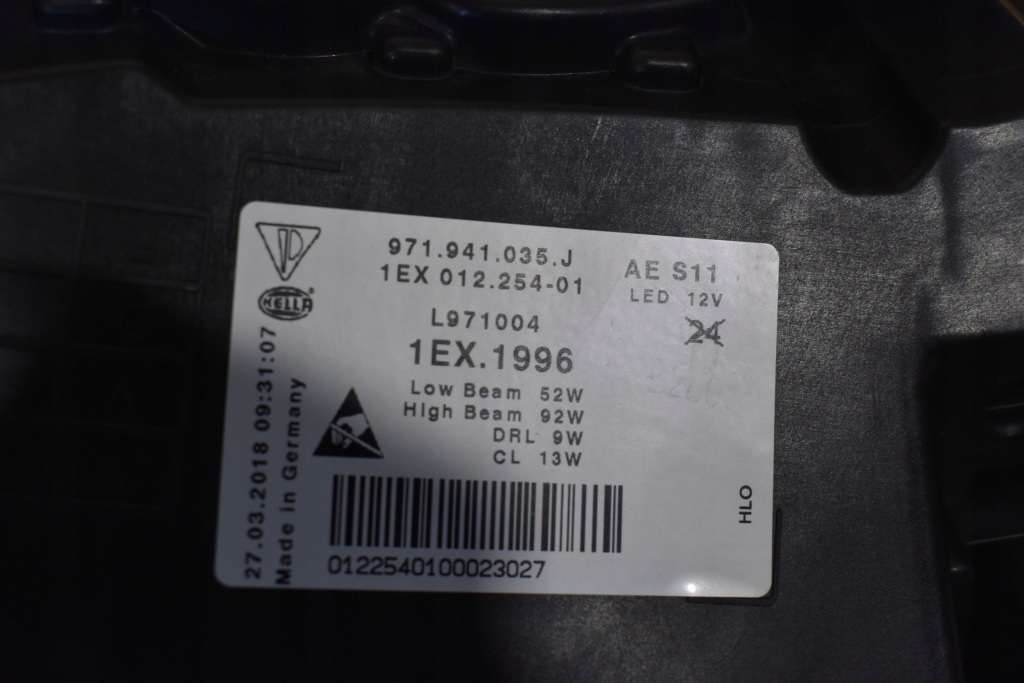 971.941.035.J
1EX 012.254-01
AE S11
LED 12V
HELLA
L971004
24
1EX.1996
Low Beam 52W
High Beam 92W
DRL 9W
CL 13W
27.03.2018 09:31:07
Made in Germany
HLO
0122540100023027